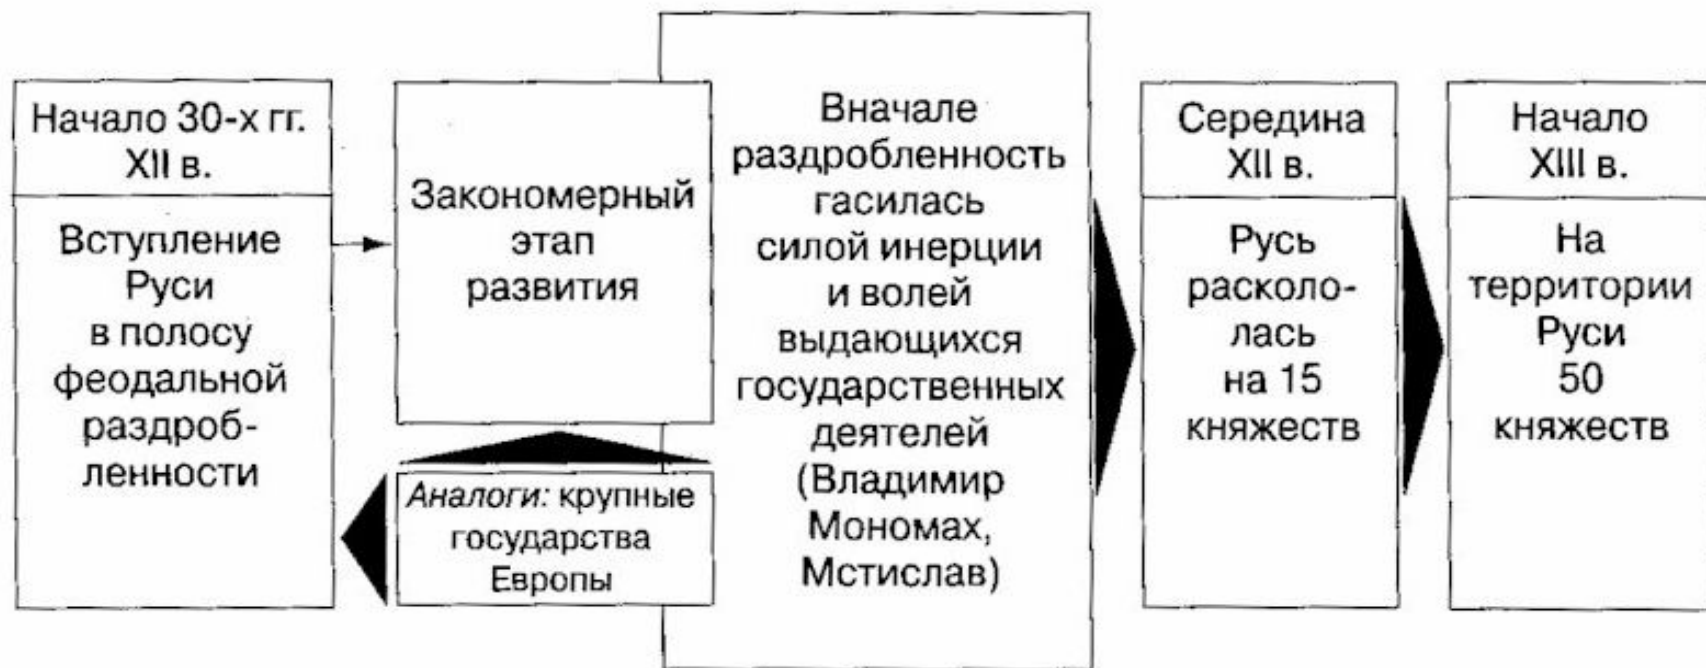 Начало 30-х гг.
XII в.
Вступление
Руси
в полосу
феодальной
раздроб-
ленности
Закономерный
этап
развития
Аналоги: крупные
государства
Европы
Вначале
раздробленность
гасилась
силой инерции
и волей
выдающихся
государственных
деятелей
(Владимир
Мономах,
Мстислав)
Середина
XII в.
Русь
расколо-
лась
на 15
княжеств
Начало
XIII в.
На
территории
Руси
50
княжеств